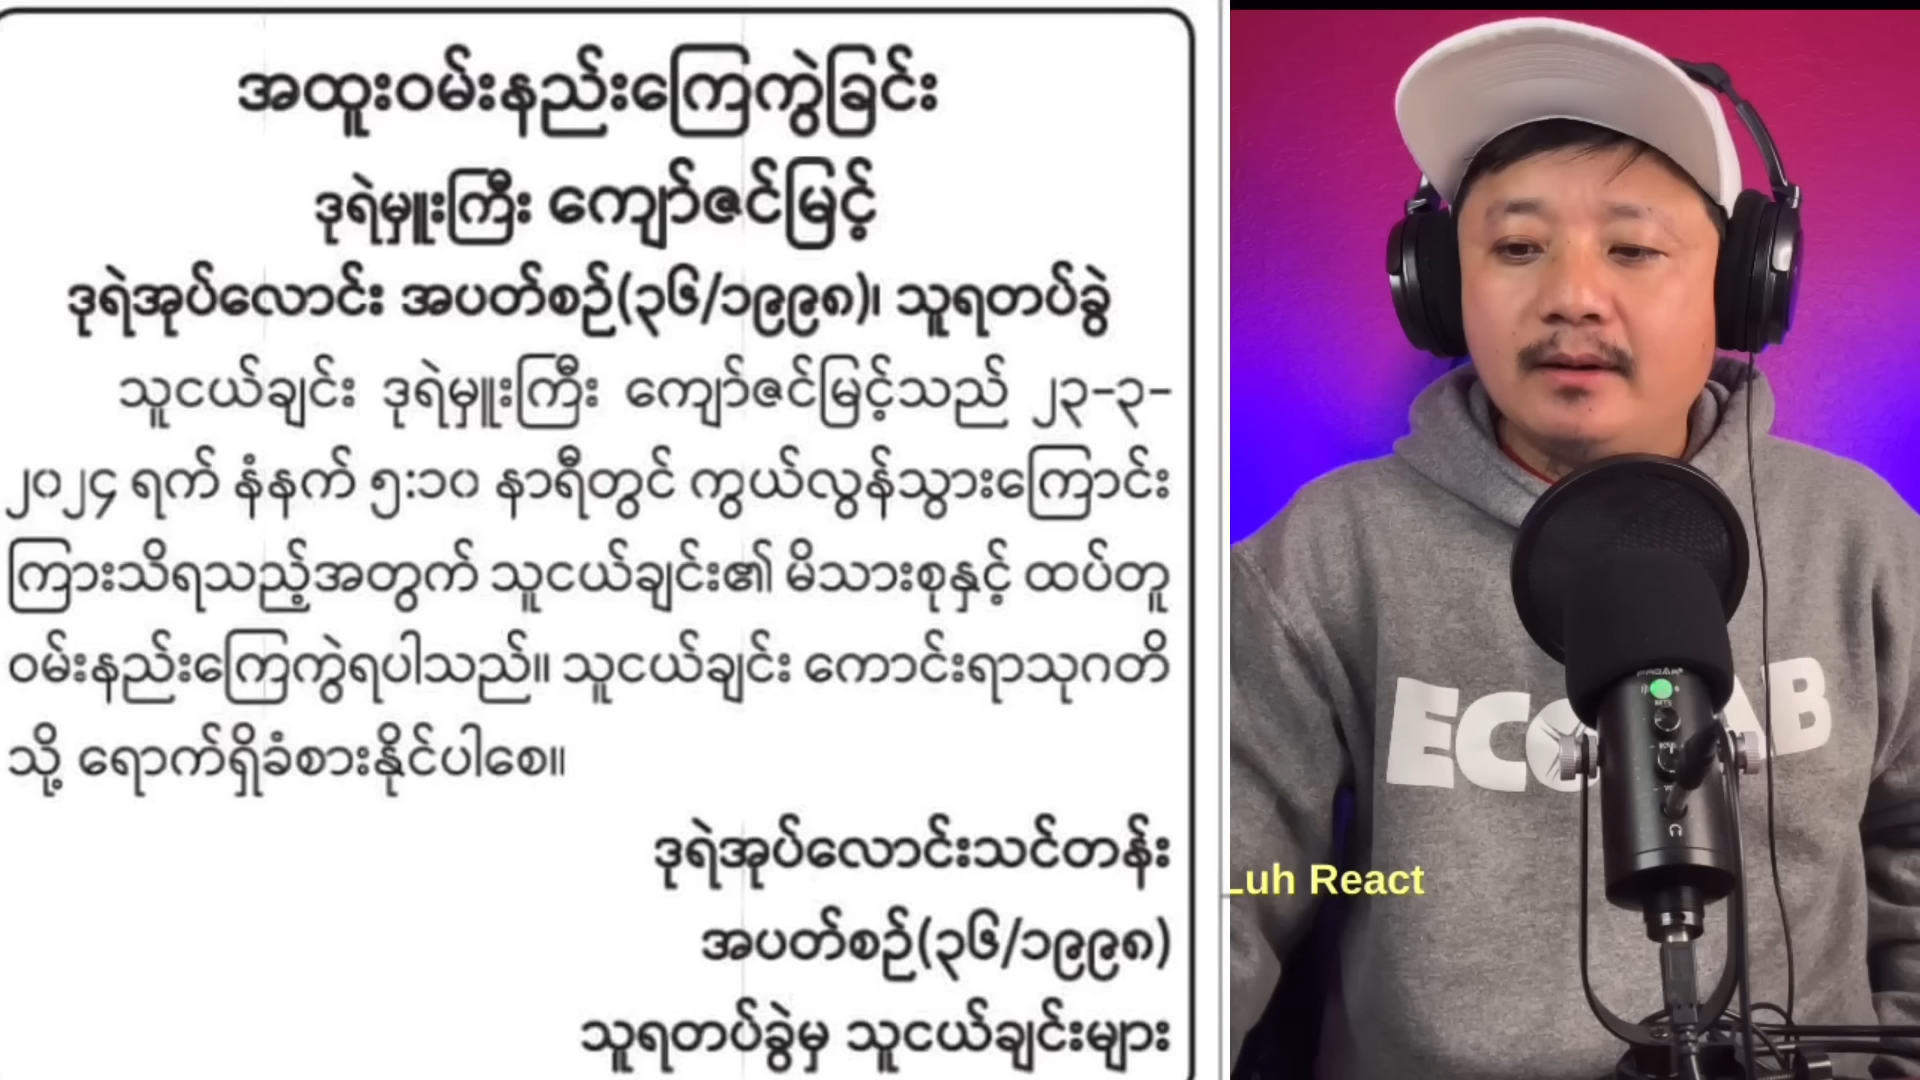 အထူးဝမ်းနည်းကြေကွဲခြင်း
ဒုရဲမှူးကြီး ကျော်ဇင်မြင့်
ဒုရဲအုပ်လောင်း အပတ်စဉ်(၃၆/၁၉၉၈)၊ သူရတပ်ခွဲ
သူငယ်ချင်း ဒုရဲမှူးကြီး ကျော်ဇင်မြင့်သည် ၂၃-၃-
၂၀၂၄ ရက် နံနက် ၅:၁၀ နာရီတွင် ကွယ်လွန်သွားကြောင်း
ကြားသိရသည့်အတွက် သူငယ်ချင်း၏ မိသားစုနှင့် ထပ်တူ
ဝမ်းနည်းကြေကွဲရပါသည်။ သူငယ်ချင်း ကောင်းရာသုဂတိ
သို့ ရောက်ရှိခံစားနိုင်ပါစေ။
ဒုရဲအုပ်လောင်းသင်တန်း
အပတ်စဉ်(၃၆/၁၉၉၈)
သူရတပ်ခွဲမှ သူငယ်ချင်းများ
Luh React